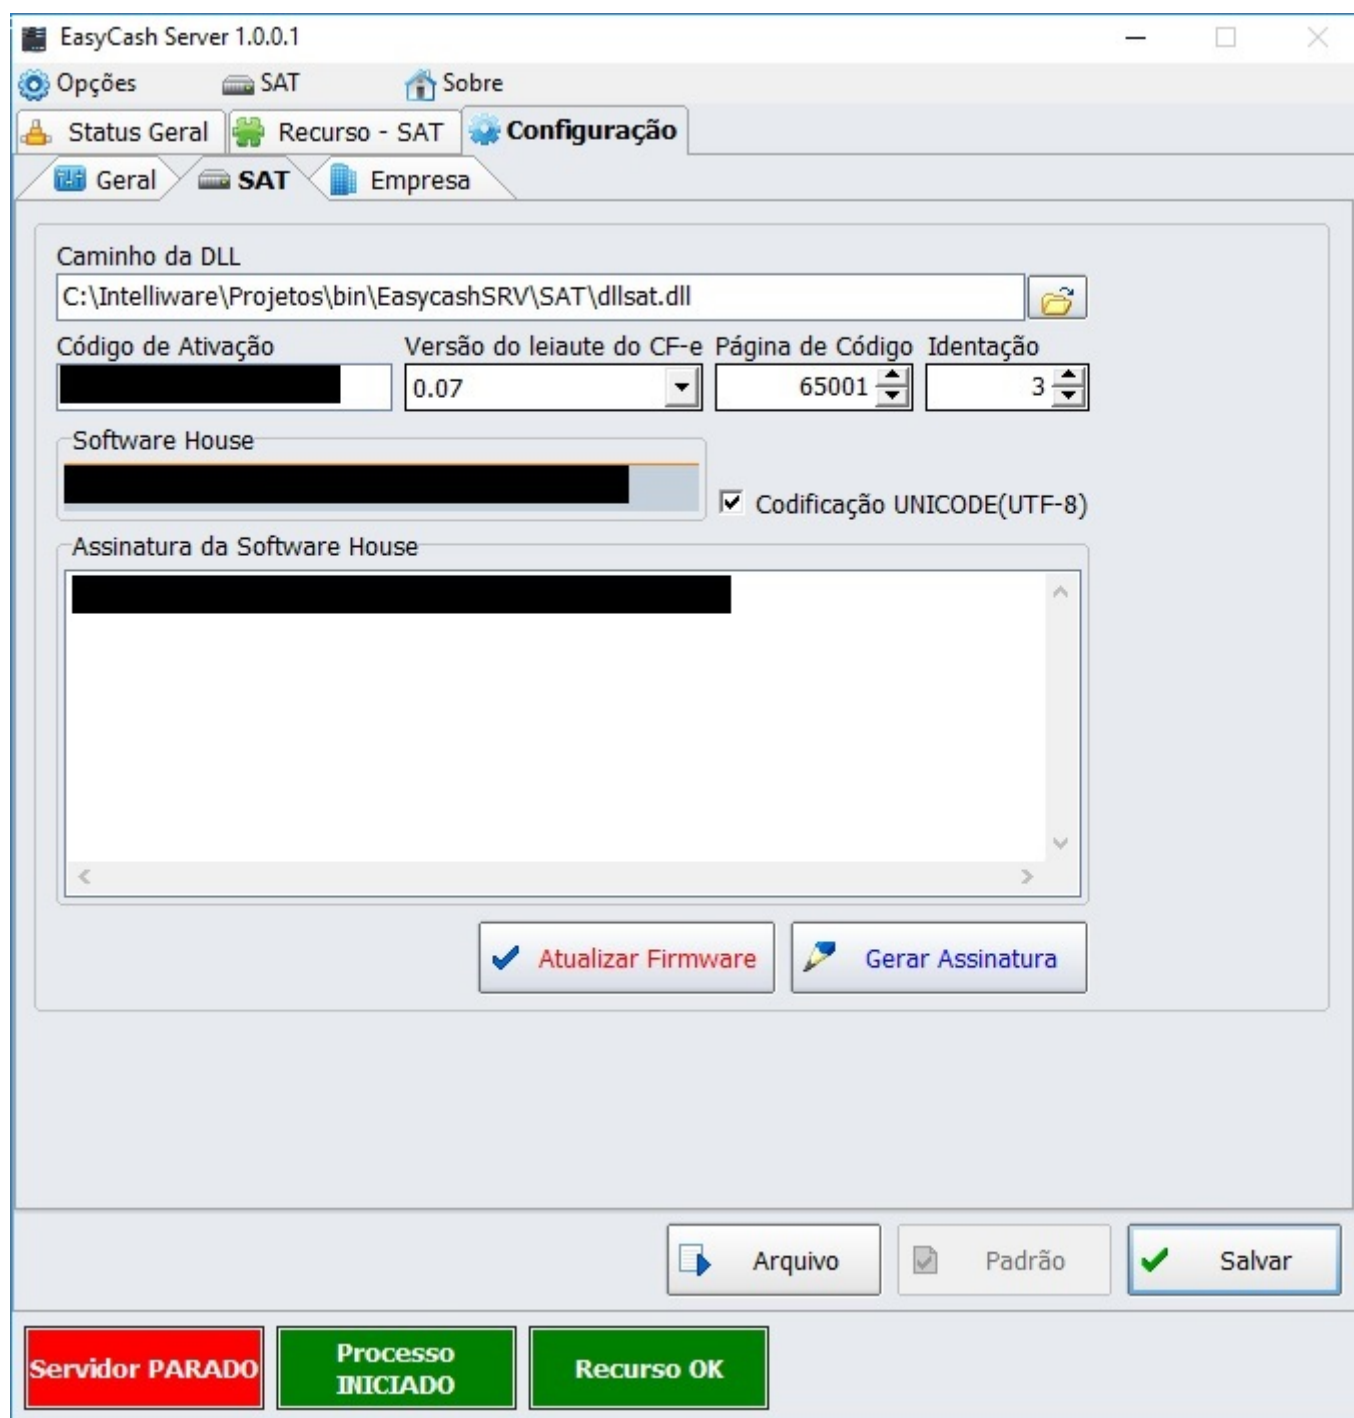 EasyCash Server 1.0.0.1
Opções SAT Sobre
Status Geral Recurso - SAT Configuração
Geral SAT Empresa
Caminho da DLL
C:\Intelliware\Projetos\bin\EasycashSRV\SAT\dllsat.dll
Código de Ativação Versão do leiaute do CF-e Página de Código Identação
0.07 65001 3
Software House
Codificação UNICODE(UTF-8)
Assinatura da Software House
Atualizar Firmware Gerar Assinatura
Arquivo Padrão Salvar
Servidor PARADO Processo INICIADO Recurso OK